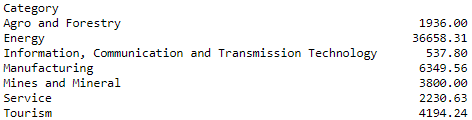 Category
Agro and Forestry 1936.00
Energy 36658.31
Information, Communication and Transmission Technology 537.80
Manufacturing 6349.56
Mines and Mineral 3800.00
Service 2230.63
Tourism 4194.24